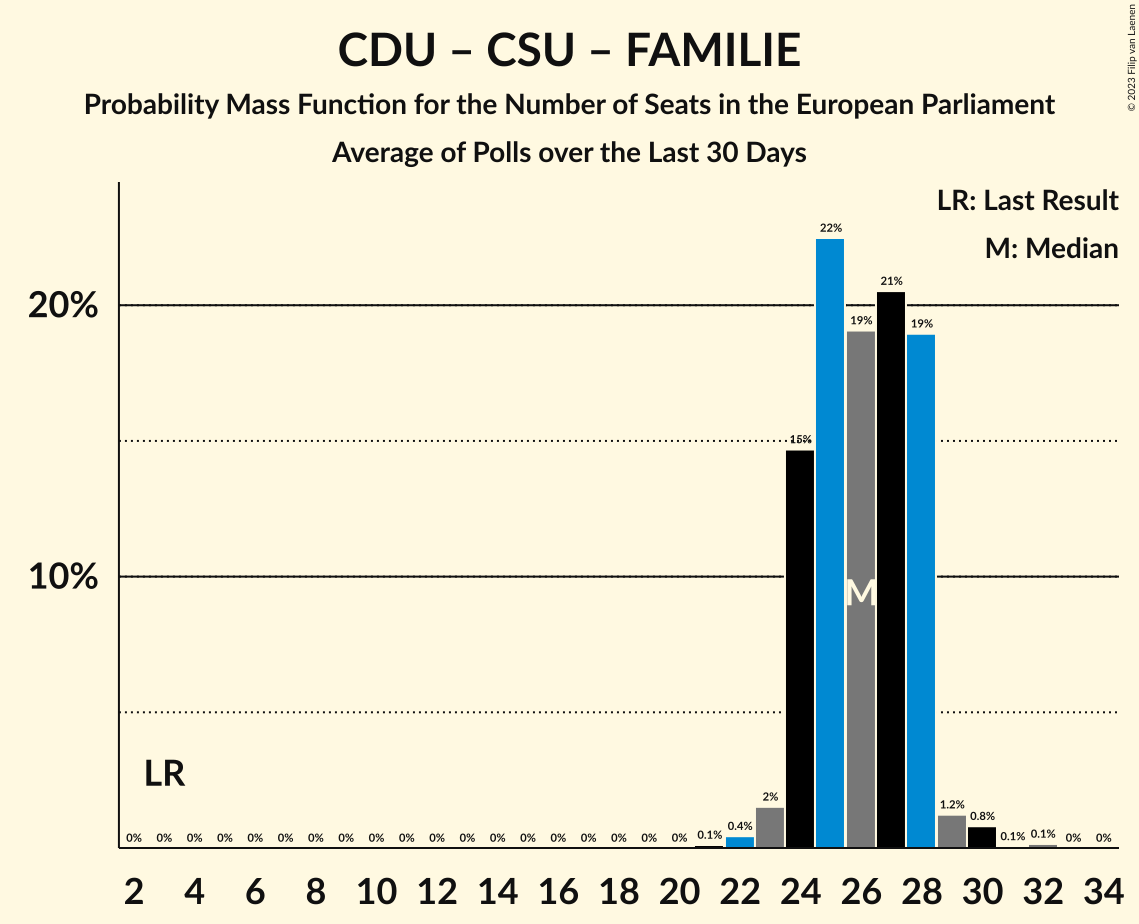 CDU – CSU – FAMILIE
Probability Mass Function for the Number of Seats in the European Parliament
Average of Polls over the Last 30 Days
© 2023 Filip van Laenen
LR: Last Result
M: Median
22%
21%
20%
19%
19%
15%
10%
M
LR
2%
1.2%
0.8%
0.4%
0% 0% 0% 0% 0% 0% 0% 0% 0% 0% 0% 0% 0% 0% 0% 0% 0% 0% 0% 0.1% 0.1% 0.1% 0% 0%
2 4 6 8 10 12 14 16 18 20 22 24 26 28 30 32 34